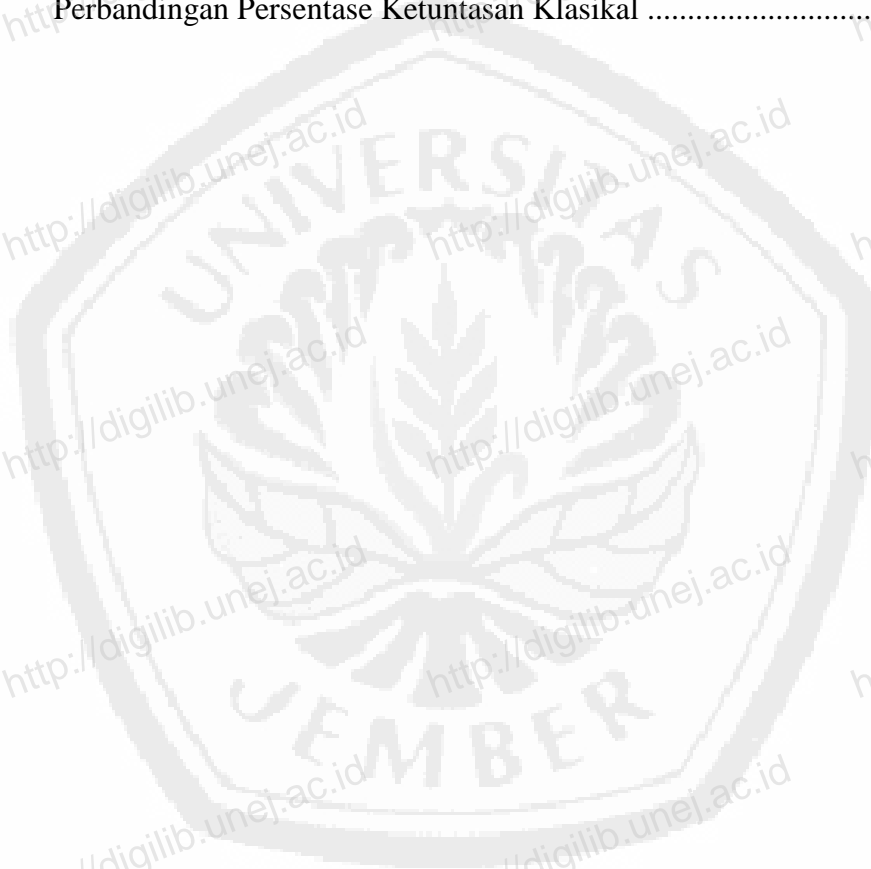 Perbandingan Persentase Ketuntasan Klasikal ............................
http://digilib.unej.ac.id http://digilib.unej.ac.id
UNIVERSITAS
http://digilib.unej.ac.id http://digilib.unej.ac.id
http://digilib.unej.ac.id http://digilib.unej.ac.id
JEMBER
http://digilib.unej.ac.id http://digilib.unej.ac.id